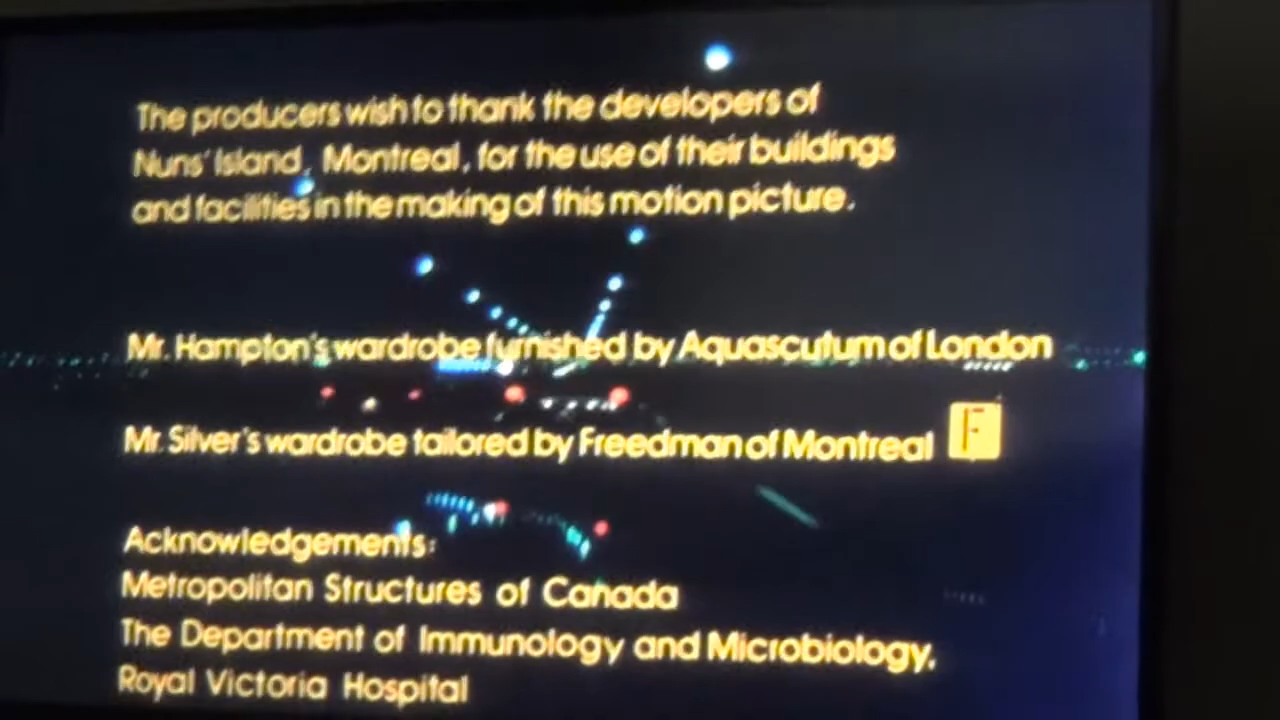 The producers wish to thank the developers of
Nuns' Island, Montreal, for the use of their buildings
and facilities in the making of this motion picture.
Mr. Hampton's wardrobe furnished by Aquascutum of London
Mr. Silver's wardrobe tailored by Freedman of Montreal F
Acknowledgements:
Metropolitan Structures of Canada
The Department of Immunology and Microbiology,
Royal Victoria Hospital